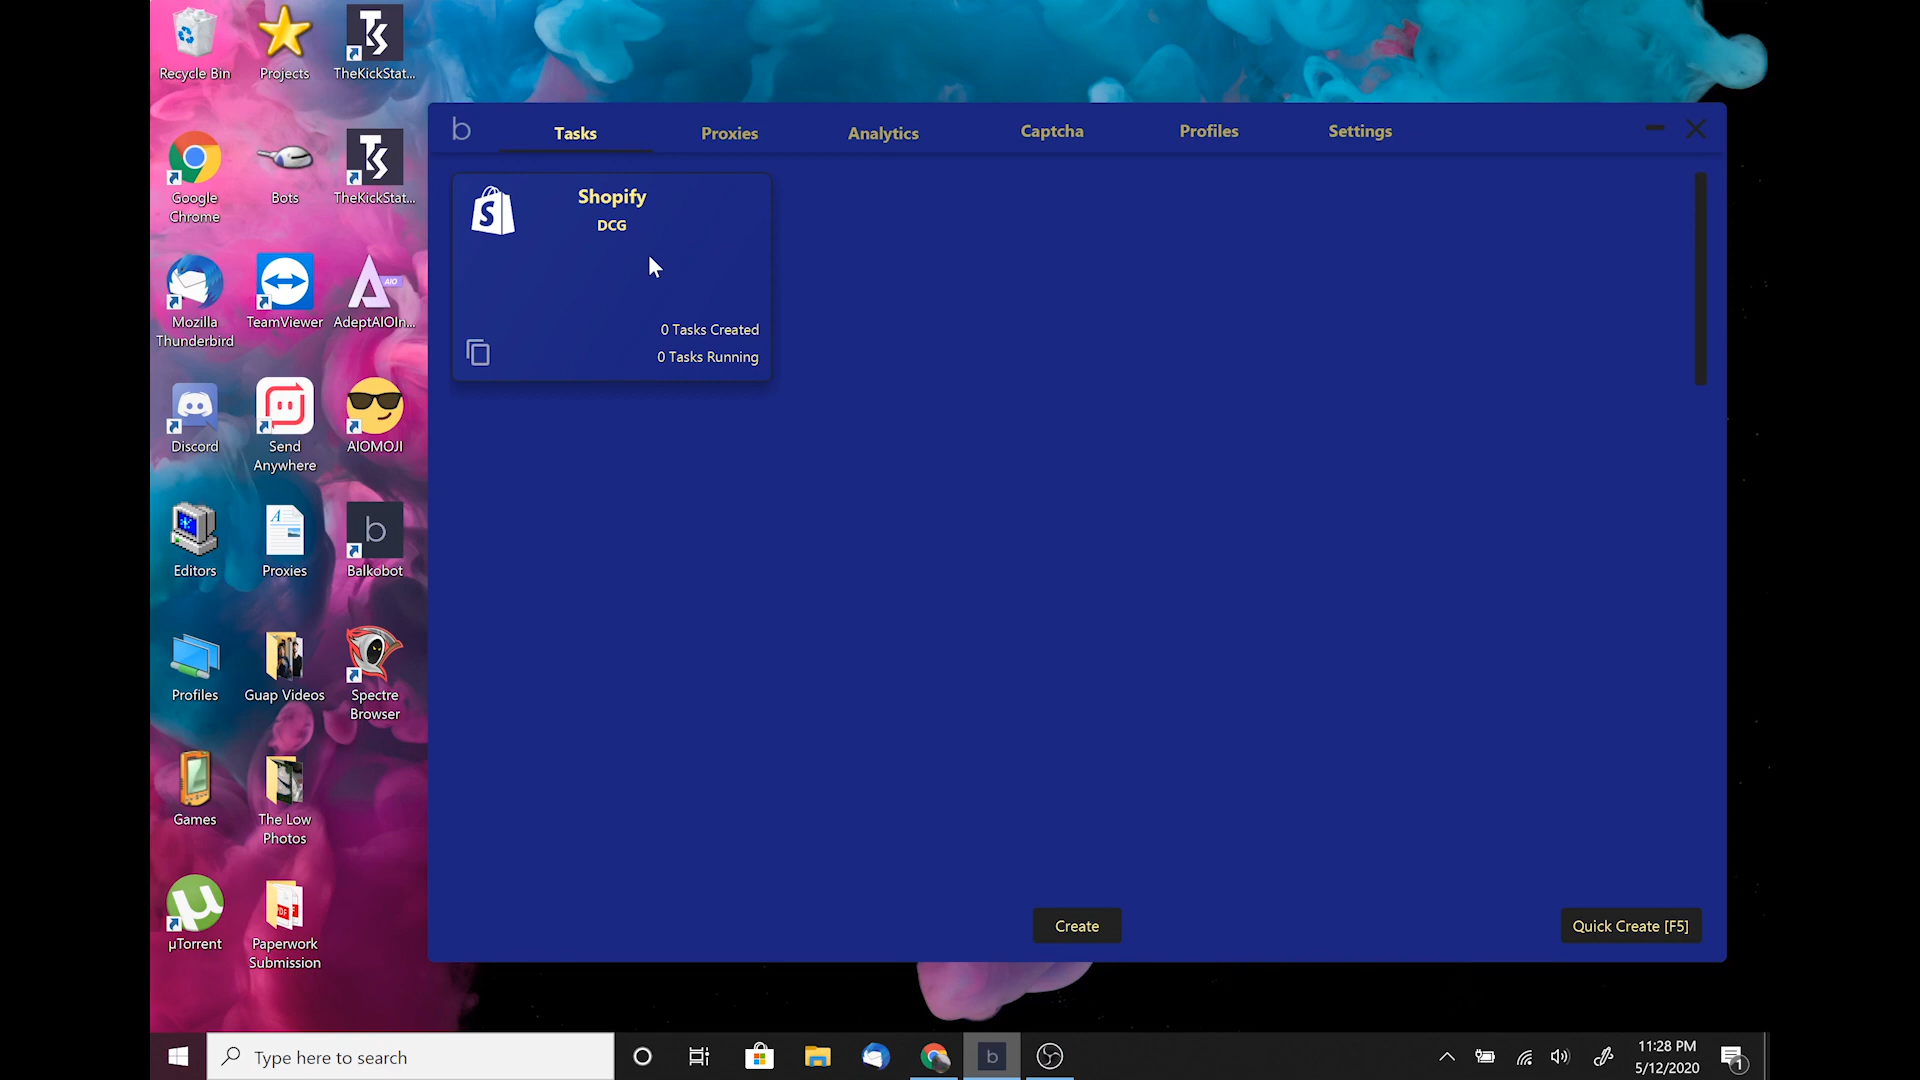 Recycle Bin
Projects
TheKickStat...
Google
Chrome
Bots
TheKickStat...
Mozilla
Thunderbird
TeamViewer
AIO
AdeptAIOIn...
Discord
Send
Anywhere
AIOMOJI
Editors
Proxies
b
Balkobot
Profiles
Guap Videos
Spectre
Browser
Games
The Low
Photos
µTorrent
PDF
Paperwork
Submission
b
Tasks
Proxies
Analytics
Captcha
Profiles
Settings
S
Shopify
DCG
0 Tasks Created
0 Tasks Running
Create
Quick Create [F5]
Type here to search
b
11:28 PM
5/12/2020
1